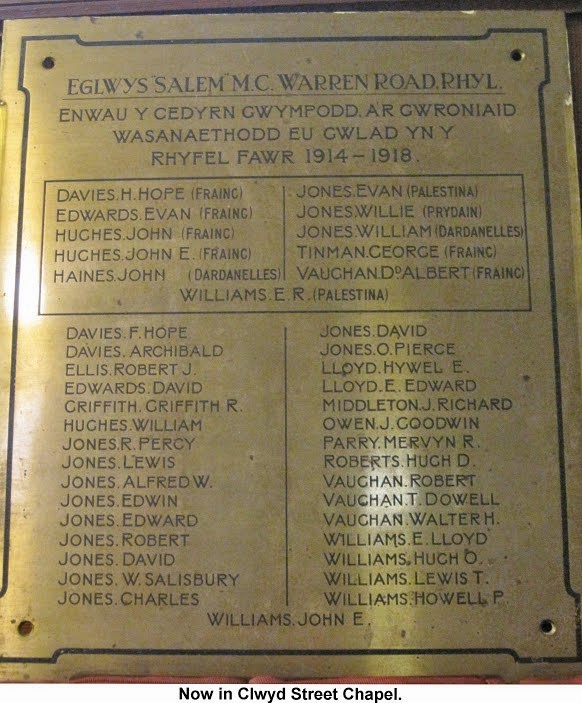 EGLWYS "SALEM" M.C. WARREN ROAD, RHYL.
ENWAU Y CEDYRN GWYMPODD, A'R GWRONIAID
WASANAETHODD EU GWLAD YN Y
RHYFEL FAWR 1914 – 1918.
DAVIES. H. HOPE (FRAINC)
EDWARDS. EVAN (FRAINC)
HUGHES. JOHN (FRAINC)
HUGHES. JOHN E. (FRAINC)
HAINES. JOHN (DARDANELLES)
JONES. EVAN (PALESTINA)
JONES. WILLIE (PRYDAIN)
JONES. WILLIAM (DARDANELLES)
TINMAN. GEORGE (FRAINC)
VAUGHAN. Do ALBERT (FRAINC)
WILLIAMS. E. R. (PALESTINA)
DAVIES. F. HOPE
DAVIES. ARCHIBALD
ELLIS. ROBERT J.
EDWARDS. DAVID
GRIFFITH. GRIFFITH R.
HUGHES. WILLIAM
JONES. R. PERCY
JONES. LEWIS
JONES. ALFRED W.
JONES. EDWIN
JONES. EDWARD
JONES. ROBERT
JONES. DAVID
JONES. W. SALISBURY
JONES. CHARLES
JONES. DAVID
JONES. O. PIERCE
LLOYD. HYWEL E.
LLOYD. E. EDWARD
MIDDLETON. J. RICHARD
OWEN. J. GOODWIN
PARRY. MERVYN R.
ROBERTS. HUGH D.
VAUGHAN. ROBERT
VAUGHAN. T. DOWELL
VAUGHAN. WALTER H.
WILLIAMS. E. LLOYD
WILLIAMS. HUGH O.
WILLIAMS. LEWIS T.
WILLIAMS. HOWELL P.
WILLIAMS. JOHN E.
Now in Clwyd Street Chapel.